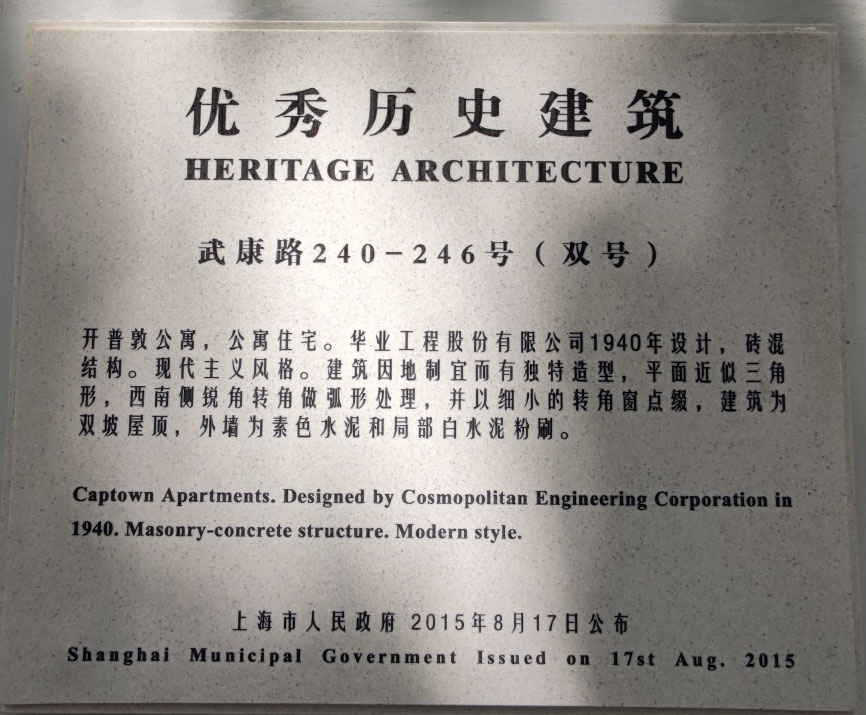 优秀历史建筑
HERITAGE ARCHITECTURE
武康路240-246号（双号）
开普敦公寓，公寓住宅。华业工程股份有限公司1940年设计，砖混
结构。现代主义风格。建筑因地制宜而有独特造型，平面近似三角
形，西南侧锐角转角做弧形处理，并以细小的转角窗点缀，建筑为
双坡屋顶，外墙为素色水泥和局部白水泥粉刷。
Captown Apartments. Designed by Cosmopolitan Engineering Corporation in
1940. Masonry-concrete structure. Modern style.
上海市人民政府 2015年8月17日公布
Shanghai Municipal Government Issued on 17st Aug. 2015